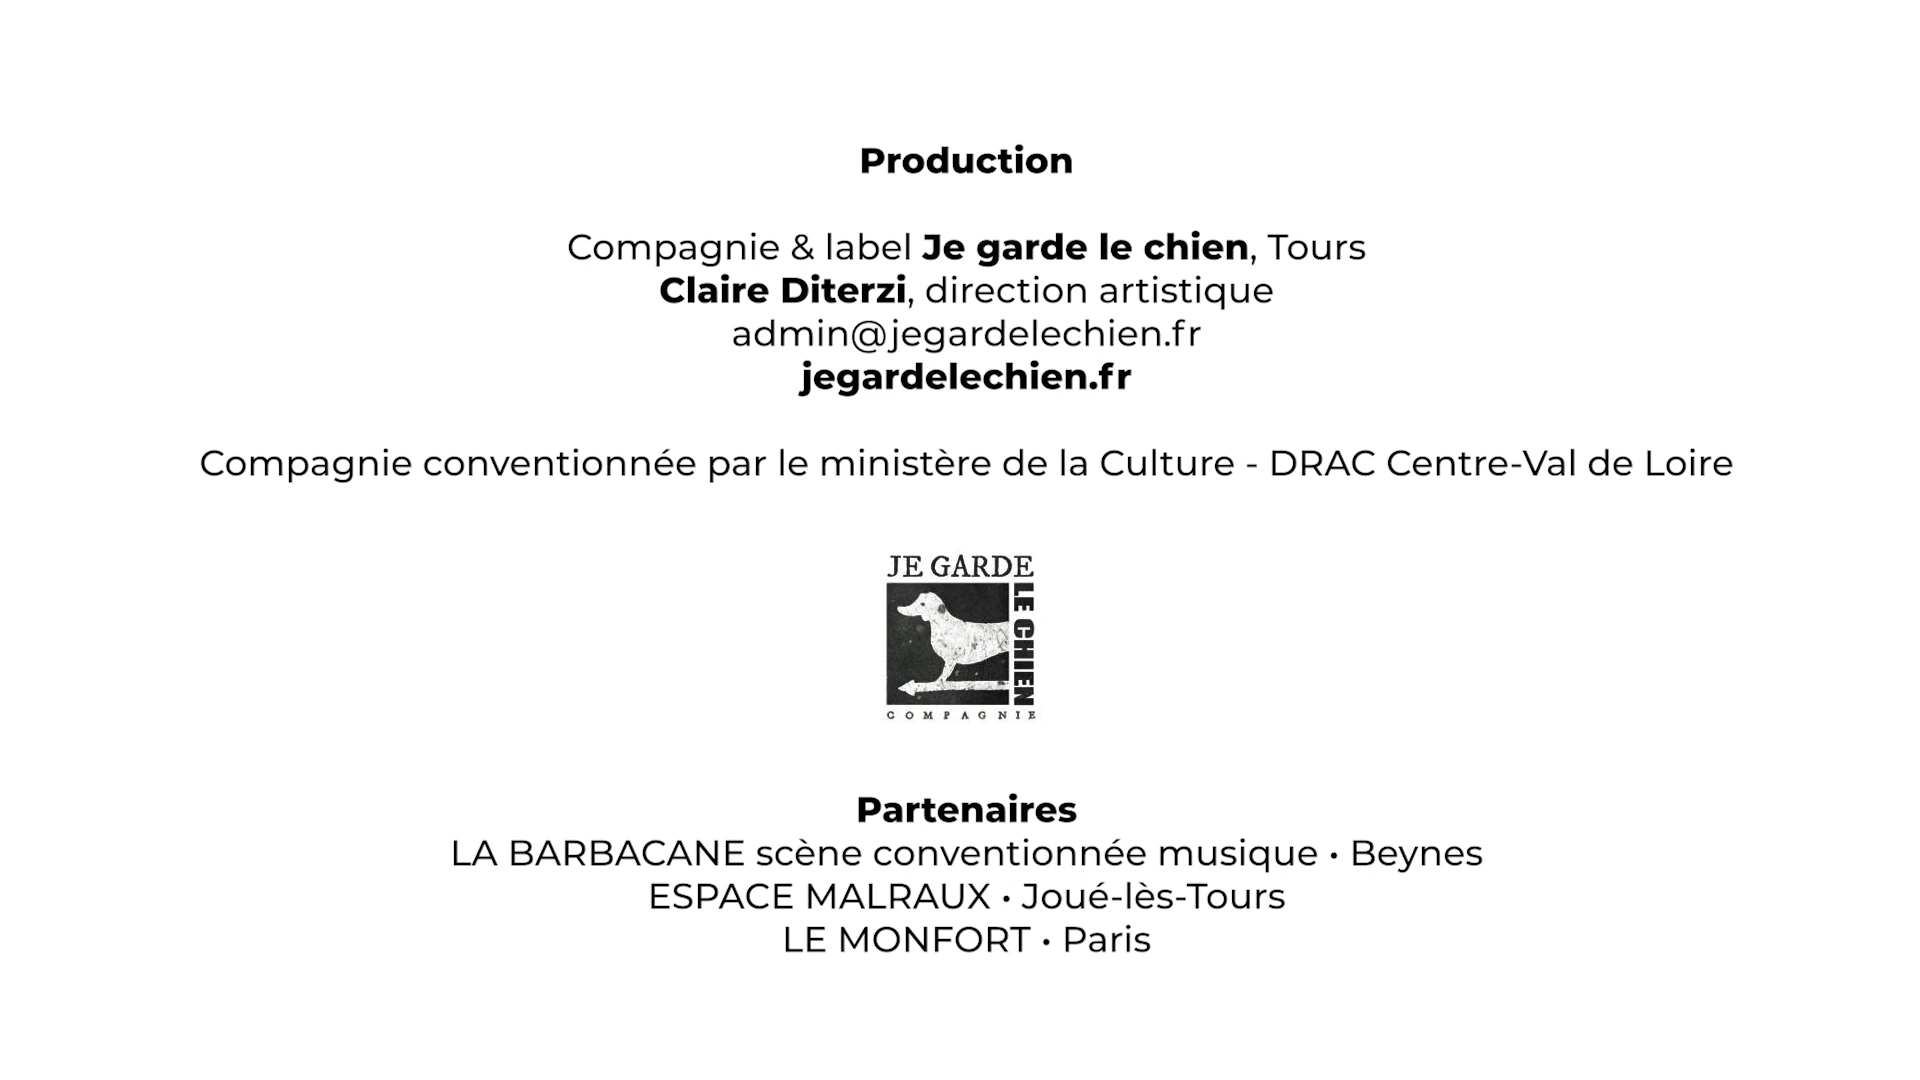 Production
Compagnie & label Je garde le chien, Tours
Claire Diterzi, direction artistique
admin@jegardelechien.fr
jegardelechien.fr
Compagnie conventionnée par le ministère de la Culture - DRAC Centre-Val de Loire
JE GARDE
LE CHIEN
COMPAGNIE
Partenaires
LA BARBACANE scène conventionnée musique • Beynes
ESPACE MALRAUX • Joué-lès-Tours
LE MONFORT • Paris